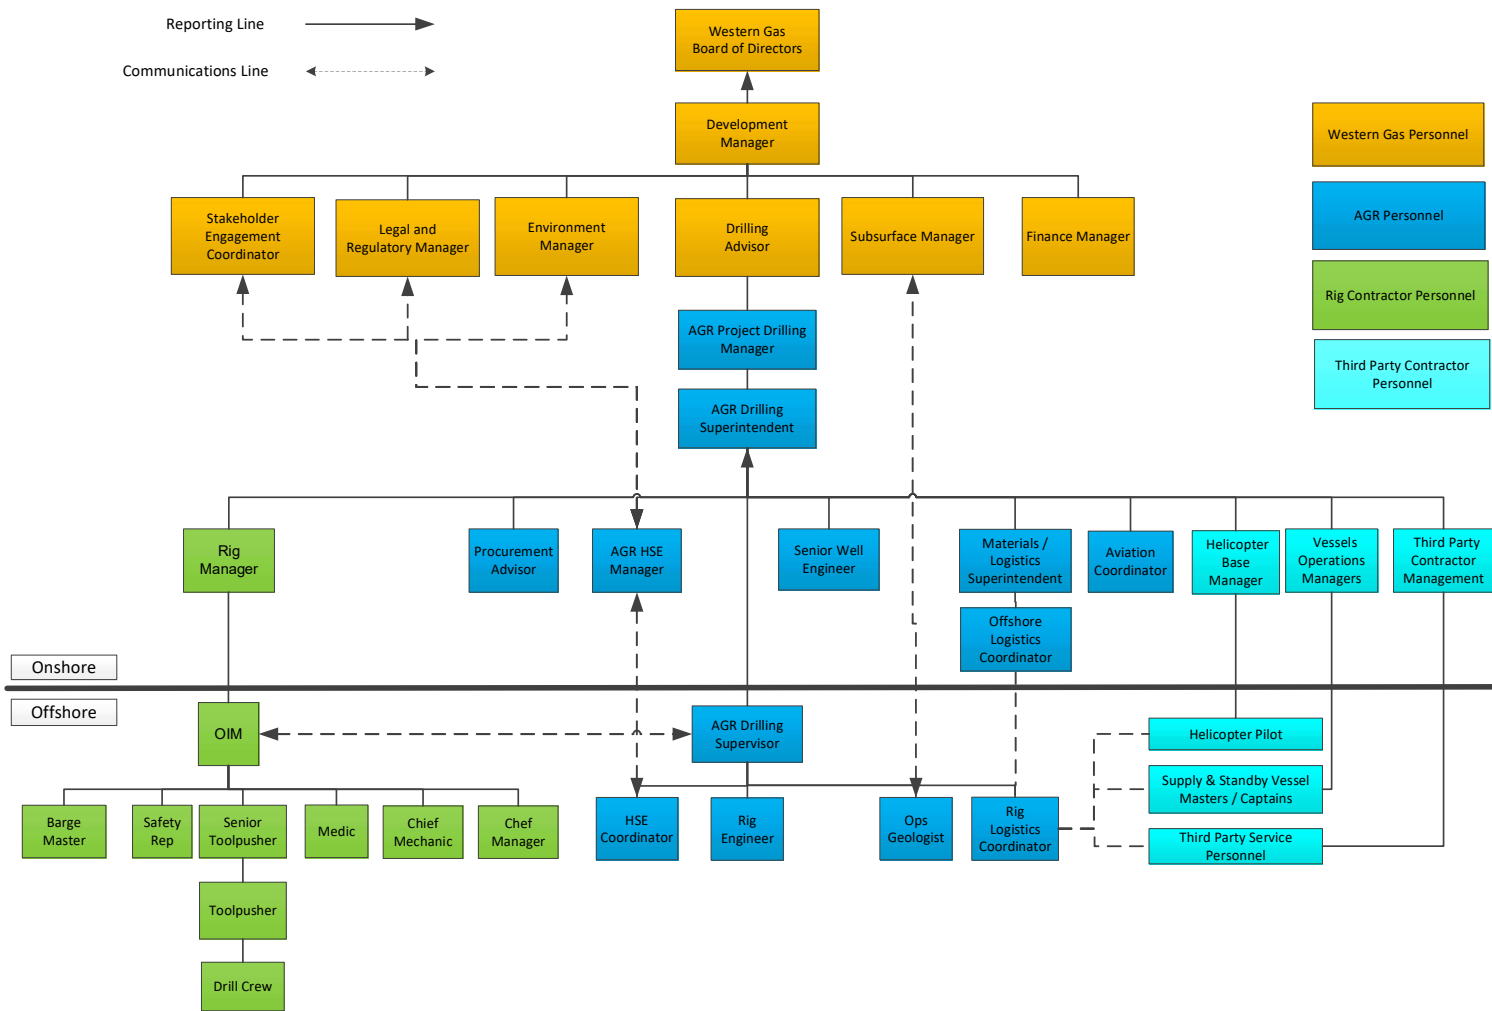 Reporting Line
Communications Line
Western Gas
Board of Directors
Development
Manager
Western Gas Personnel
AGR Personnel
Rig Contractor Personnel
Third Party Contractor
Personnel
Stakeholder
Engagement
Coordinator
Legal and
Regulatory Manager
Environment
Manager
Drilling
Advisor
Subsurface Manager
Finance Manager
AGR Project Drilling
Manager
AGR Drilling
Superintendent
Rig
Manager
Procurement
Advisor
AGR HSE
Manager
Senior Well
Engineer
Materials /
Logistics
Superintendent
Aviation
Coordinator
Helicopter
Base
Manager
Vessels
Operations
Managers
Third Party
Contractor
Management
Offshore
Logistics
Coordinator
Onshore
Offshore
OIM
AGR Drilling
Supervisor
Helicopter Pilot
Supply & Standby Vessel
Masters / Captains
Third Party Service
Personnel
Barge
Master
Safety
Rep
Senior
Toolpusher
Medic
Chief
Mechanic
Chef
Manager
HSE
Coordinator
Rig
Engineer
Ops
Geologist
Rig
Logistics
Coordinator
Toolpusher
Drill Crew